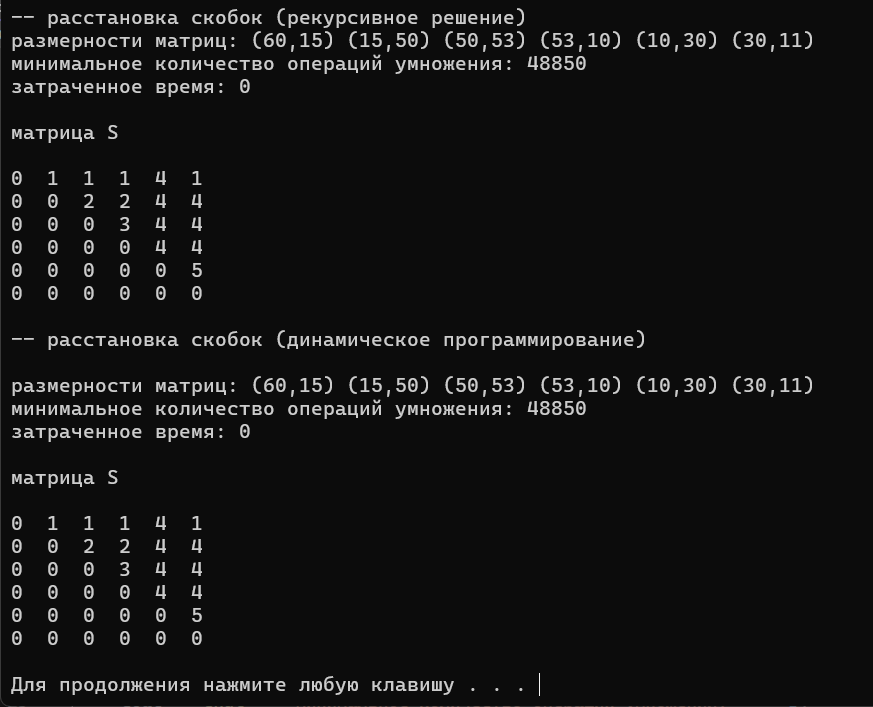 -- расстановка скобок (рекурсивное решение)
размерности матриц: (60,15) (15,50) (50,53) (53,10) (10,30) (30,11)
минимальное количество операций умножения: 48850
затраченное время: 0
матрица S
0 1 1 1 4 1
0 0 2 2 4 4
0 0 0 3 4 4
0 0 0 0 4 4
0 0 0 0 0 5
0 0 0 0 0 0
-- расстановка скобок (динамическое программирование)
размерности матриц: (60,15) (15,50) (50,53) (53,10) (10,30) (30,11)
минимальное количество операций умножения: 48850
затраченное время: 0
матрица S
0 1 1 1 4 1
0 0 2 2 4 4
0 0 0 3 4 4
0 0 0 0 4 4
0 0 0 0 0 5
0 0 0 0 0 0
Для продолжения нажмите любую клавишу . . .